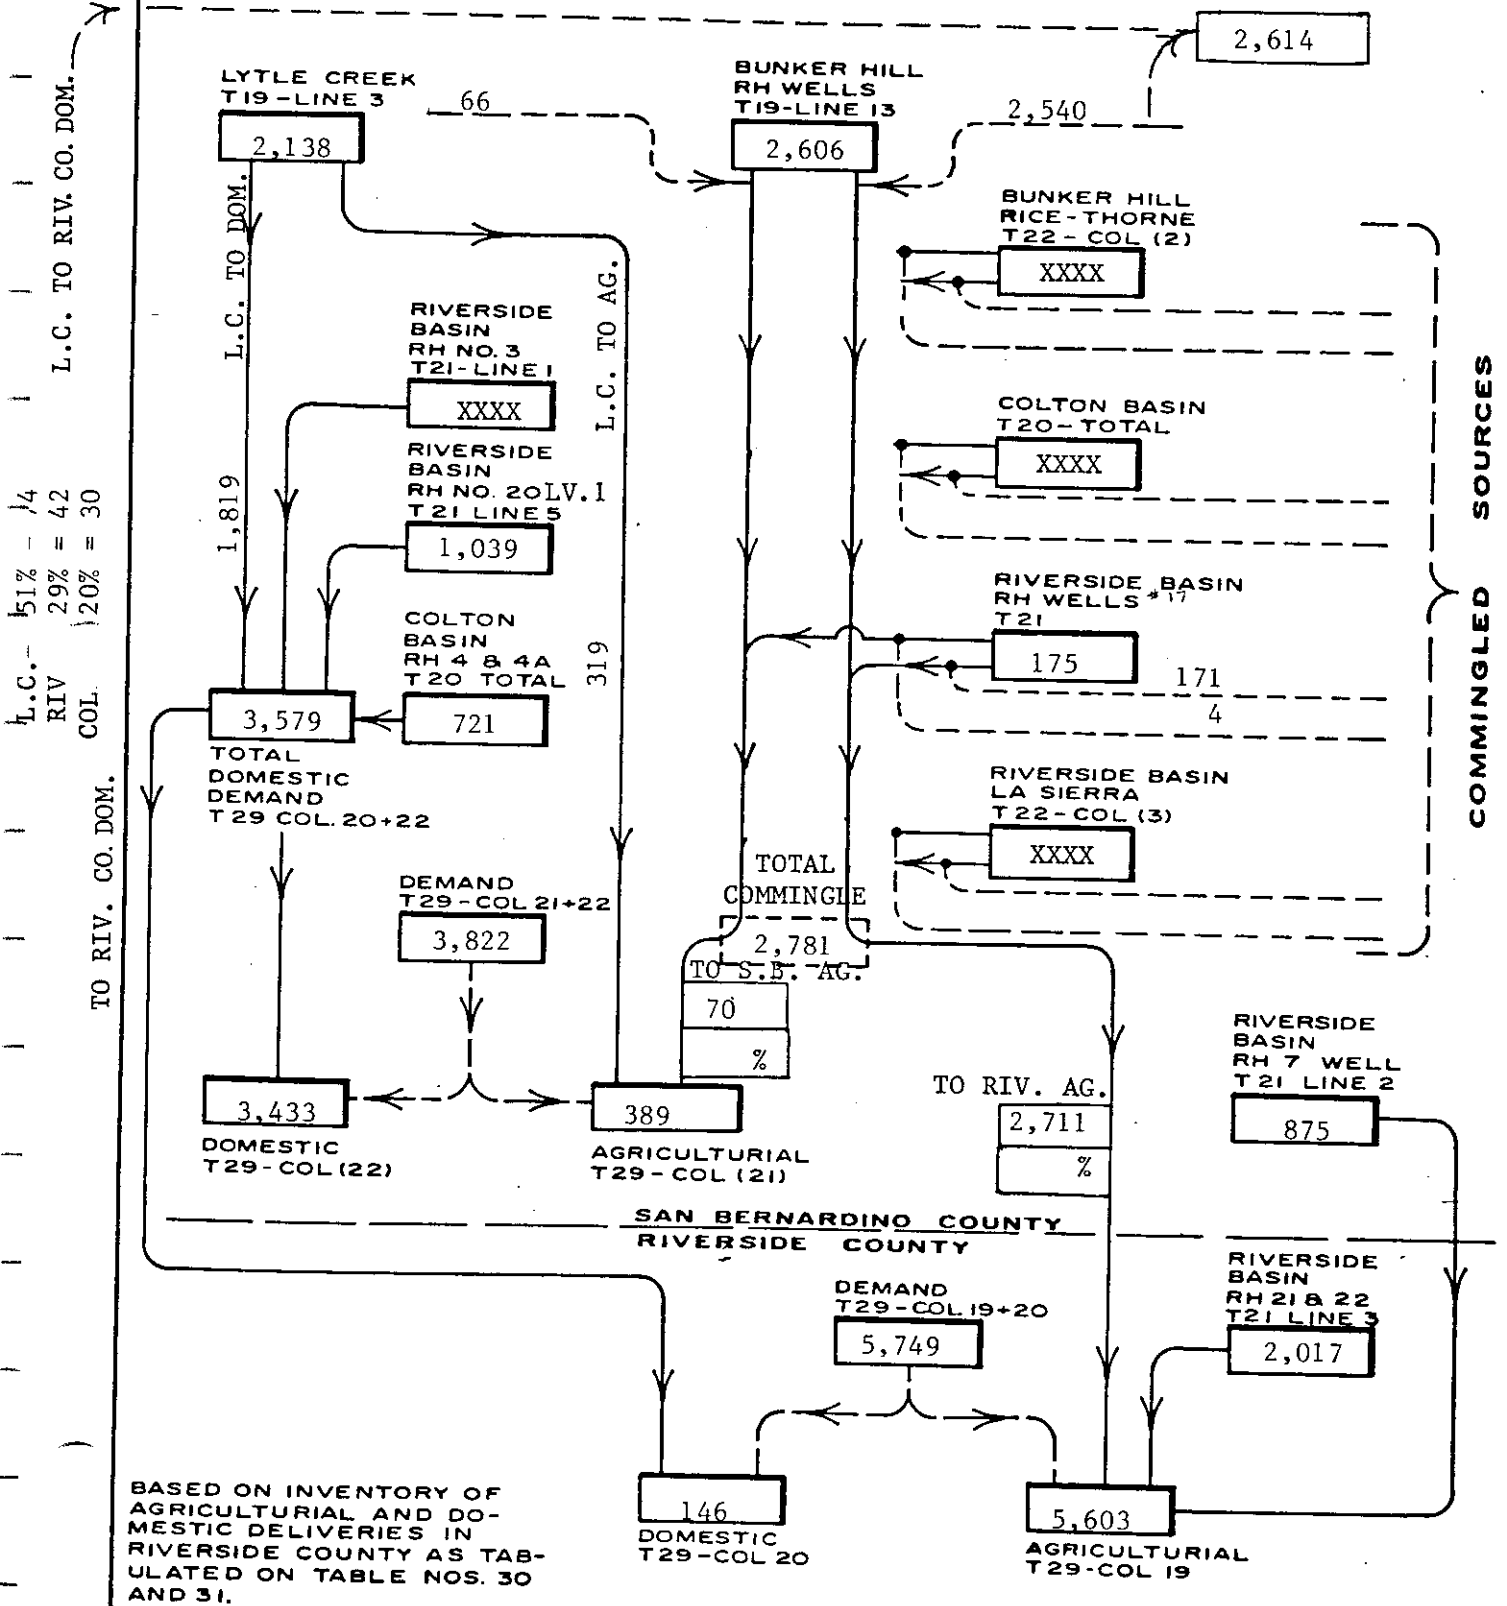 2,614
LYTLE CREEK
T19-LINE 3
2,138
66
BUNKER HILL
RH WELLS
T19-LINE 13
2,606
2,540
L.C. TO RIV. CO. DOM.
L.C. TO DOM.
L.C. TO AG.
BUNKER HILL
RICE-THORNE
T22-COL (2)
XXXX
RIVERSIDE
BASIN
RH NO. 3
T21-LINE 1
XXXX
COLTON BASIN
T20-TOTAL
XXXX
COMMINGLED SOURCES
RIVERSIDE
BASIN
RH NO. 20 LV. I
T21 LINE 5
1,039
1,819
L.C. - 51% - 74
RIV 29% = 42
COL. 20% = 30
COLTON
BASIN
RH 4 & 4A
T20 TOTAL
721
319
RIVERSIDE BASIN
RH WELLS #17
T21
175
171
4
3,579
TOTAL
DOMESTIC
DEMAND
T29 COL. 20+22
RIVERSIDE BASIN
LA SIERRA
T22-COL (3)
XXXX
TO RIV. CO. DOM.
DEMAND
T29-COL 21+22
3,822
TOTAL
COMMINGLE
2,781
TO S.B. AG.
70
%
3,433
DOMESTIC
T29-COL (22)
389
AGRICULTURIAL
T29-COL (21)
TO RIV. AG.
2,711
%
RIVERSIDE
BASIN
RH 7 WELL
T21 LINE 2
875
SAN BERNARDINO COUNTY
RIVERSIDE COUNTY
DEMAND
T29-COL 19+20
5,749
RIVERSIDE
BASIN
RH 21 & 22
T21 LINE 3
2,017
146
DOMESTIC
T29-COL 20
5,603
AGRICULTURIAL
T29-COL 19
BASED ON INVENTORY OF
AGRICULTURIAL AND DO-
MESTIC DELIVERIES IN
RIVERSIDE COUNTY AS TAB-
ULATED ON TABLE NOS. 30
AND 31.